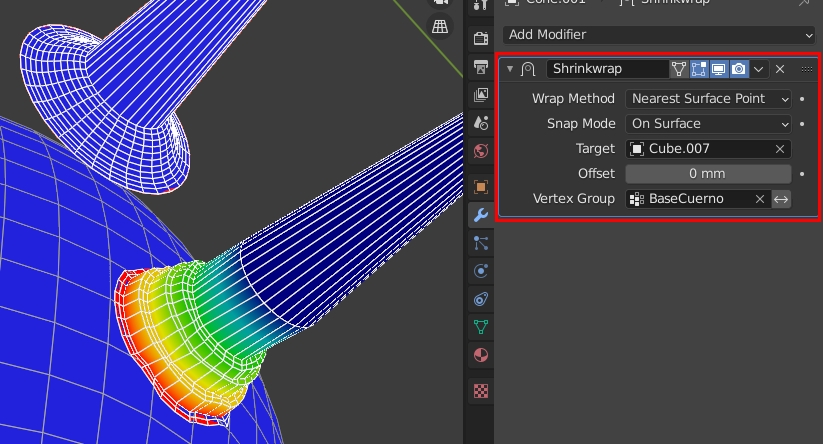 Cone.001 Shrinkwrap
Add Modifier
Shrinkwrap
Wrap Method Nearest Surface Point
Snap Mode On Surface
Target Cube.007
Offset 0 mm
Vertex Group BaseCuerno